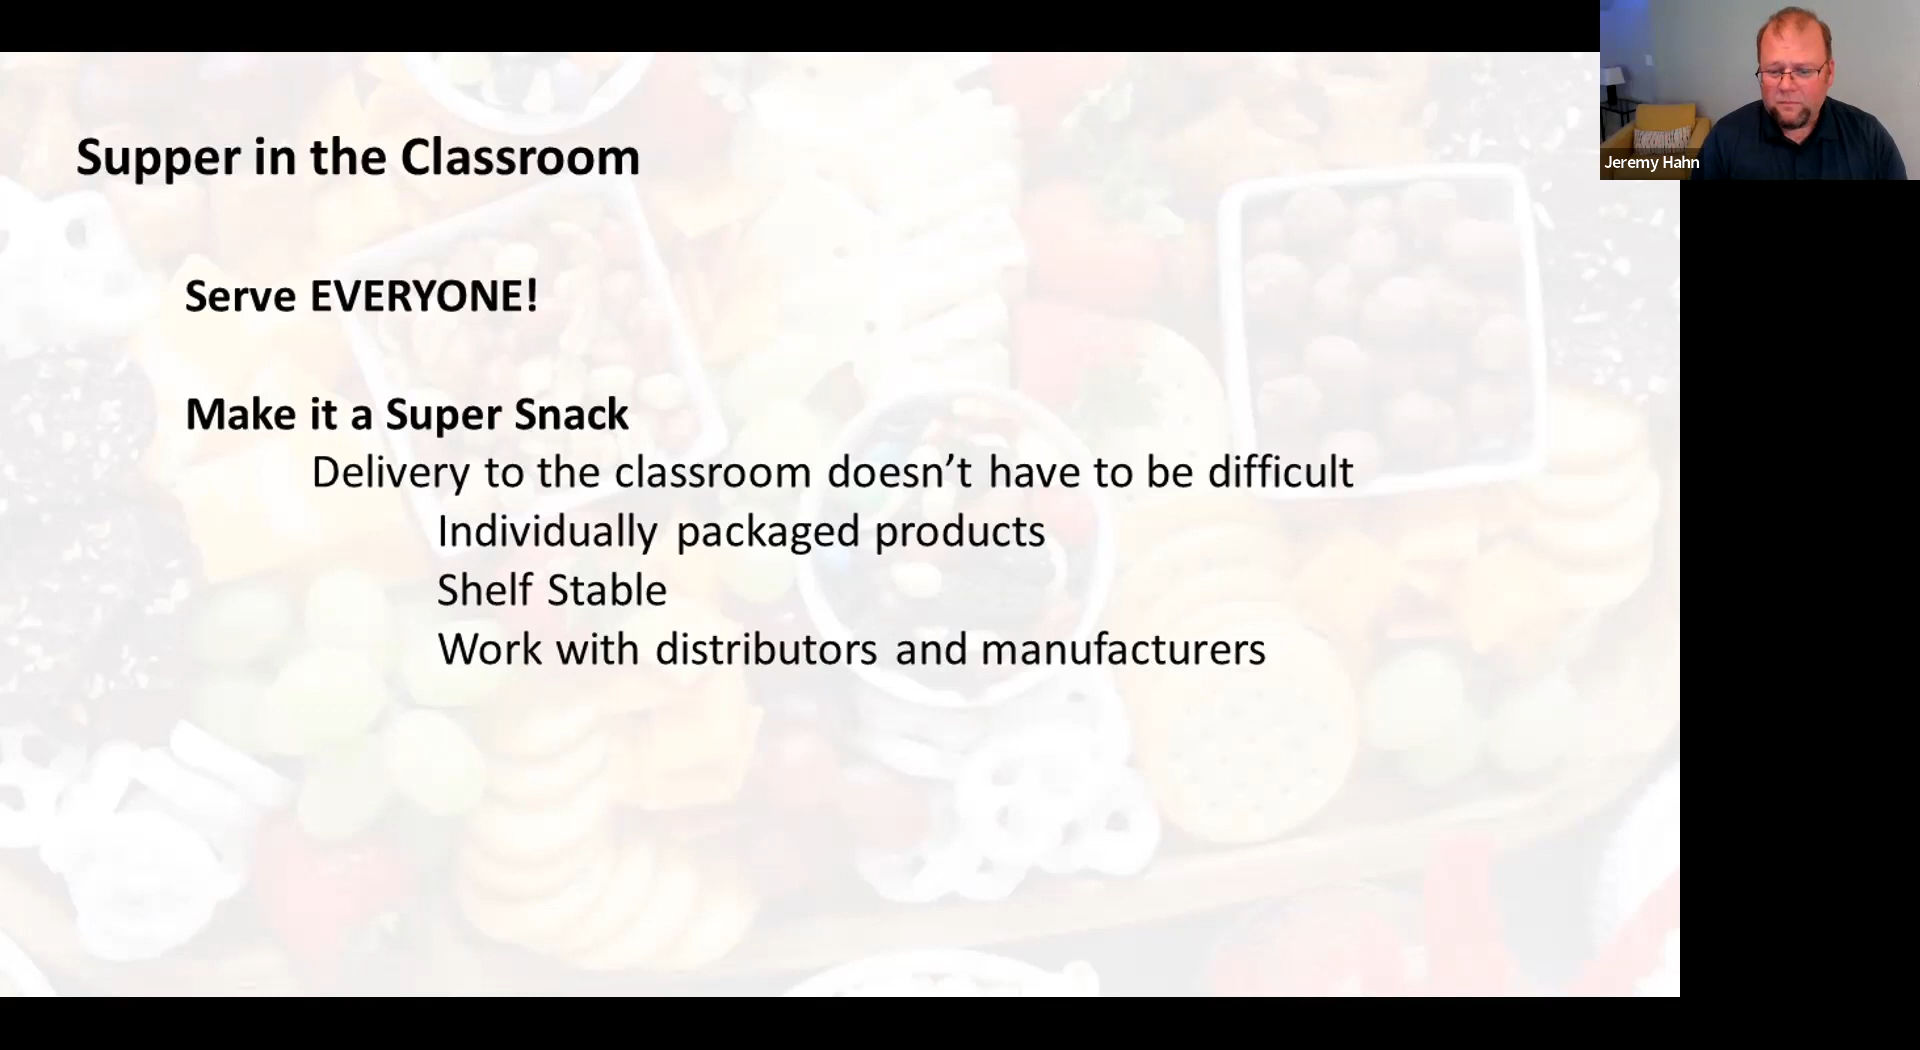 Supper in the Classroom
Serve EVERYONE!
Make it a Super Snack
Delivery to the classroom doesn’t have to be difficult
Individually packaged products
Shelf Stable
Work with distributors and manufacturers
Jeremy Hahn